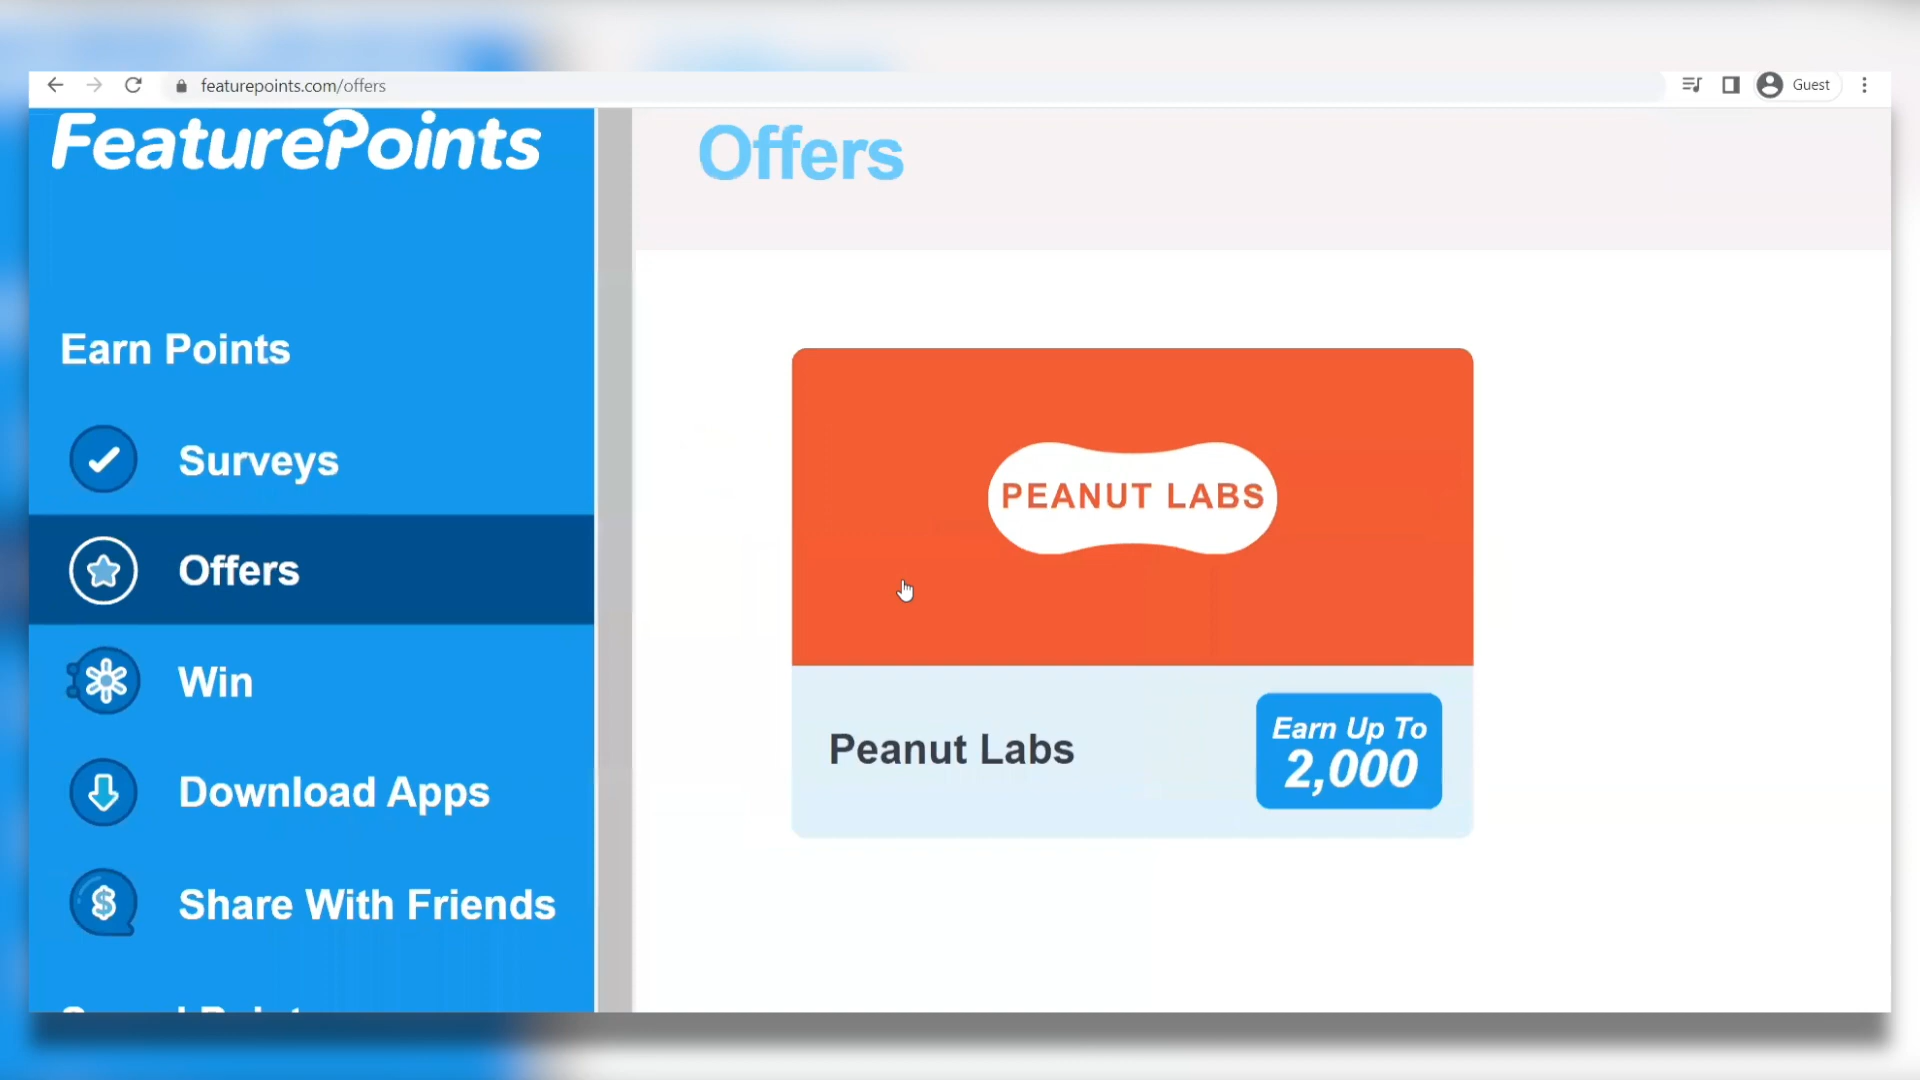 featurepoints.com/offers
Guest
FeaturePoints
Offers
Earn Points
Surveys
Offers
Win
Download Apps
Share With Friends
PEANUT LABS
Peanut Labs
Earn Up To
2,000